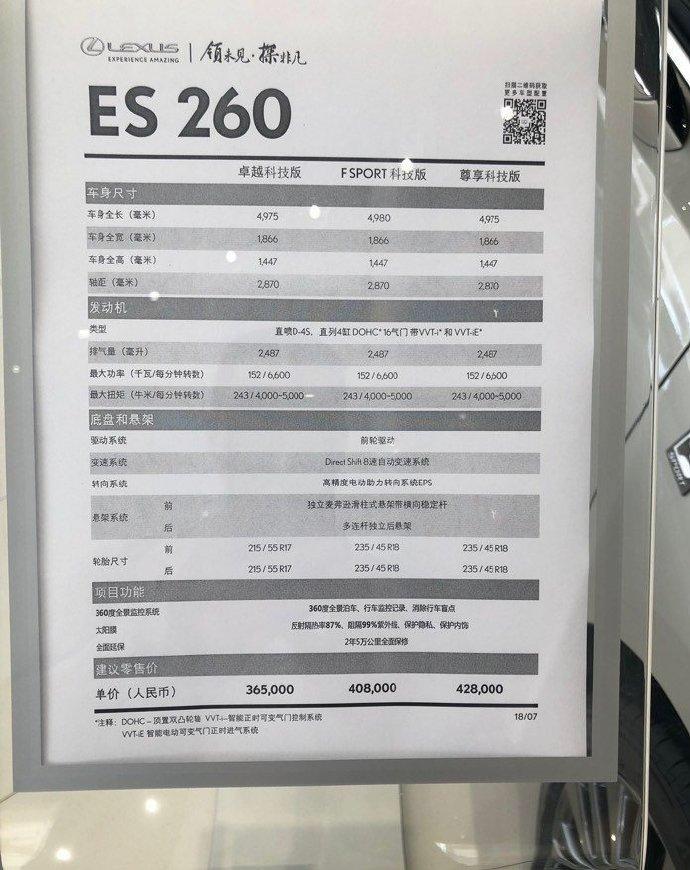 LEXUS
EXPERIENCE AMAZING
领未见·探非凡
ES 260
扫描二维码获取
更多车型配置
卓越科技版 F SPORT 科技版 尊享科技版
车身尺寸
车身全长（毫米） 4,975 4,980 4,975
车身全宽（毫米） 1,866 1,866 1,866
车身全高（毫米） 1,447 1,447 1,447
轴距（毫米） 2,870 2,870 2,870
发动机
类型 直喷D-4S、直列4缸 DOHC* 16气门 带VVT-i* 和 VVT-iE*
排气量（毫升） 2,487 2,487 2,487
最大功率（千瓦/每分钟转数） 152 / 6,600 152 / 6,600 152 / 6,600
最大扭矩（牛米/每分钟转数） 243 / 4,000-5,000 243 / 4,000-5,000 243 / 4,000-5,000
底盘和悬架
驱动系统 前轮驱动
变速系统 Direct Shift 8速自动变速系统
转向系统 高精度电动助力转向系统EPS
悬架系统 前 独立麦弗逊滑柱式悬架带横向稳定杆
后 多连杆独立后悬架
轮胎尺寸 前 215 / 55 R17 235 / 45 R18 235 / 45 R18
后 215 / 55 R17 235 / 45 R18 235 / 45 R18
项目功能
360度全景监控系统 360度全景泊车、行车监控记录、消除行车盲点
太阳膜 反射隔热率87%、阻隔99%紫外线、保护隐私、保护内饰
全面延保 2年5万公里全面保修
建议零售价
单价（人民币） 365,000 408,000 428,000
*注释： DOHC – 顶置双凸轮轴 VVT-i–智能正时可变气门控制系统
VVT-iE 智能电动可变气门正时进气系统
18/07
SPORT